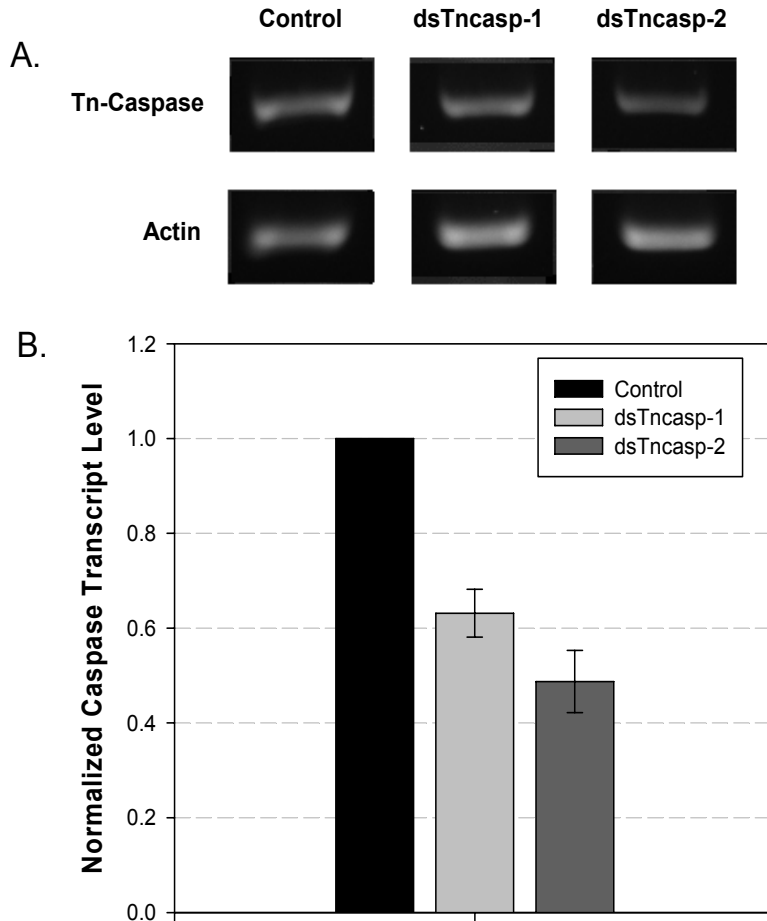 Control dsTncasp-1 dsTncasp-2
A.
Tn-Caspase
Actin
B.
Normalized Caspase Transcript Level
1.2
1.0
0.8
0.6
0.4
0.2
0.0
Control
dsTncasp-1
dsTncasp-2